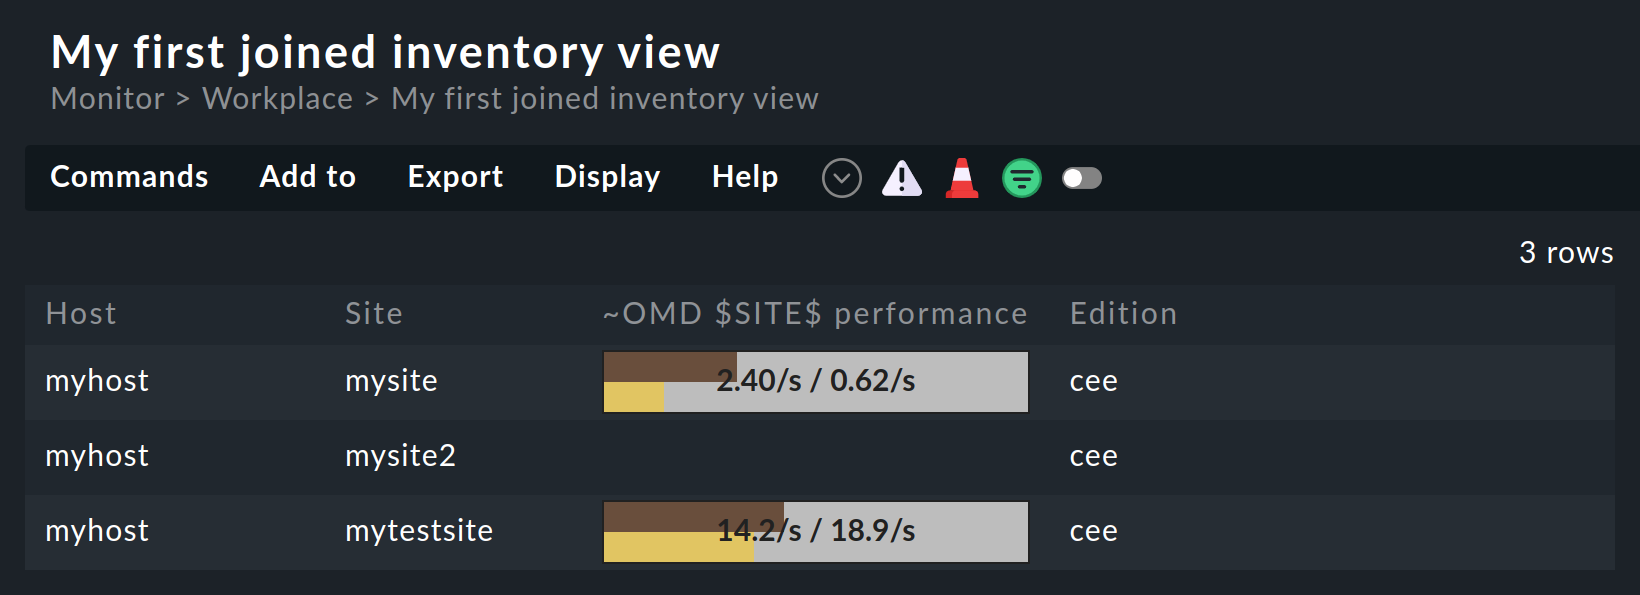 My first joined inventory view
Monitor > Workplace > My first joined inventory view
Commands Add to Export Display Help
3 rows
Host Site ~OMD $SITE$ performance Edition
myhost mysite 2.40/s / 0.62/s cee
myhost mysite2 cee
myhost mytestsite 14.2/s / 18.9/s cee